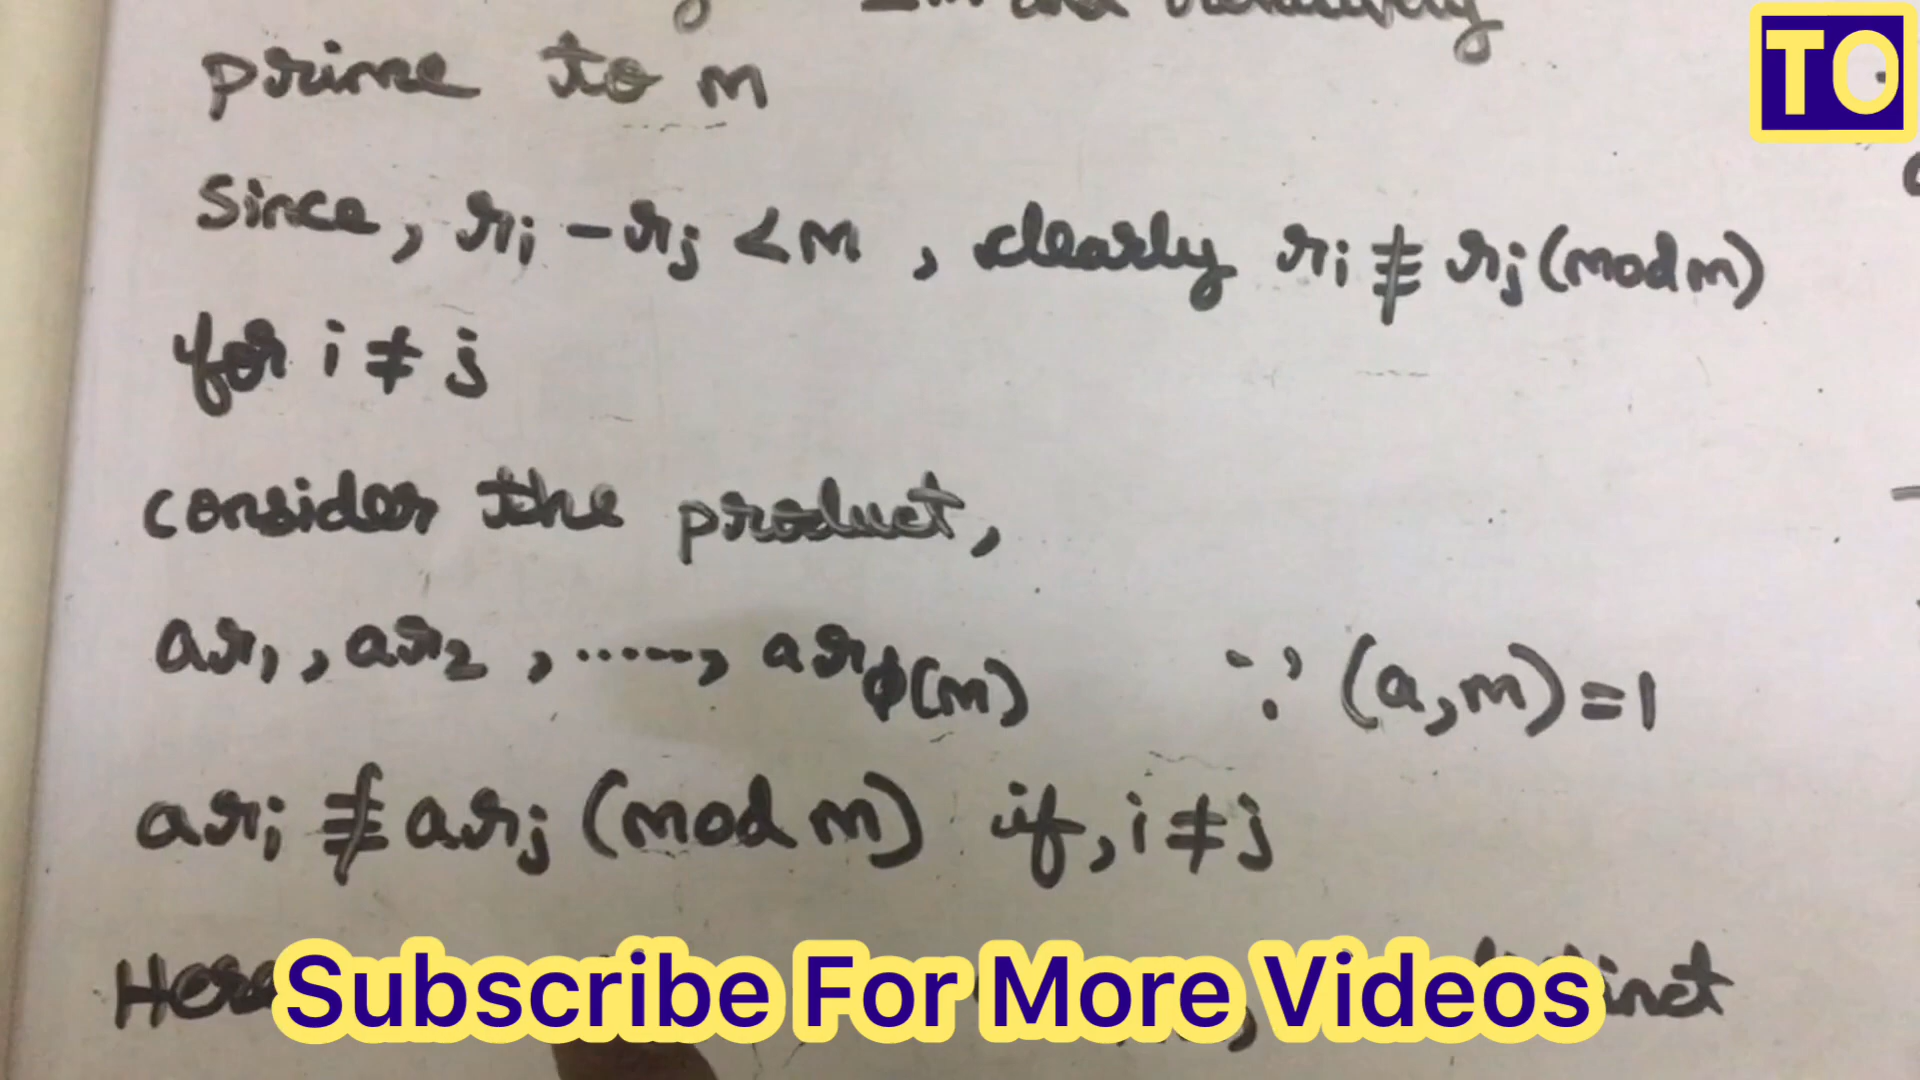 prime to m
Since, ri - rj < m, clearly ri ≢ rj (mod m)
for i ≠ j
consider the product,
ar1, ar2, ......, arϕ(m) ∵ (a,m)=1
ari ≢ arj (mod m) if, i ≠ j
Subscribe For More Videos
TO